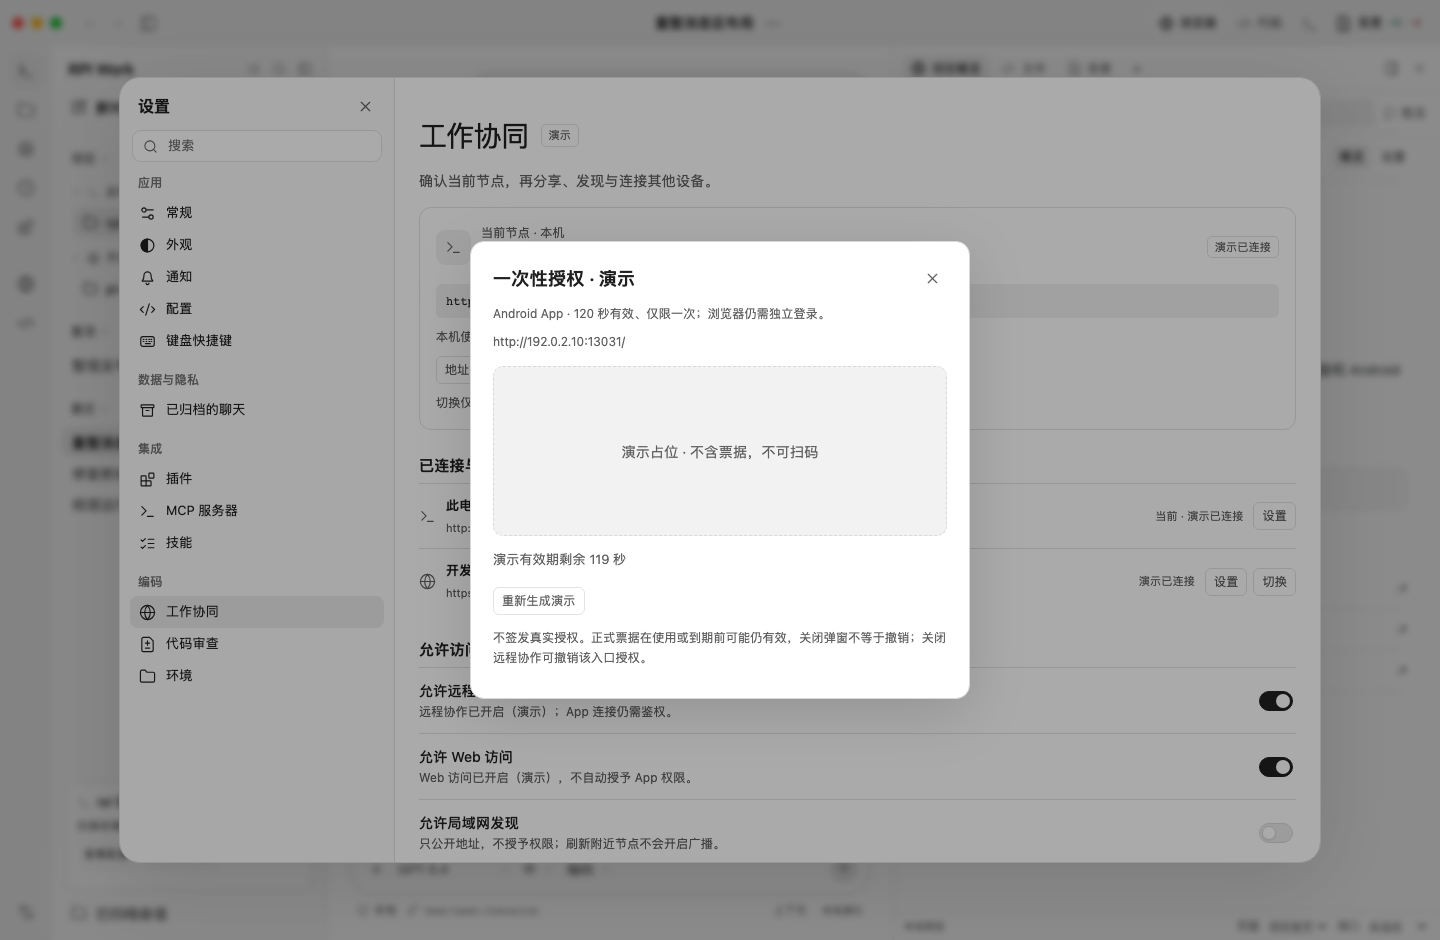 设置
搜索
应用
常规
外观
通知
配置
键盘快捷键
数据与隐私
已归档的聊天
集成
插件
MCP 服务器
技能
编码
工作协同
代码审查
环境
工作协同
演示
确认当前节点，再分享、发现与连接其他设备。
当前节点 · 本机
演示已连接
http
本机使
地址
切换仅
一次性授权 · 演示
Android App · 120 秒有效、仅限一次；浏览器仍需独立登录。
http://192.0.2.10:13031/
演示占位 · 不含票据，不可扫码
演示有效期剩余 119 秒
重新生成演示
不签发真实授权。正式票据在使用或到期前可能仍有效，关闭弹窗不等于撤销；关闭
远程协作可撤销该入口授权。
已连接
此电
http:
当前 · 演示已连接
设置
开发
https
演示已连接
设置
切换
允许访
允许远程
远程协作已开启（演示）；App 连接仍需鉴权。
允许 Web 访问
Web 访问已开启（演示），不自动授予 App 权限。
允许局域网发现
只公开地址，不授予权限；刷新附近节点不会开启广播。